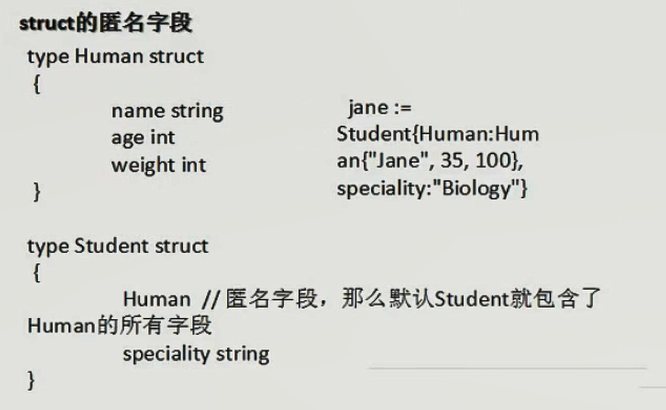 struct的匿名字段
type Human struct
{
name string
age int
weight int
}
jane :=
Student{Human:Hum
an{"Jane", 35, 100},
speciality:"Biology"}
type Student struct
{
Human // 匿名字段，那么默认Student就包含了
Human的所有字段
speciality string
}